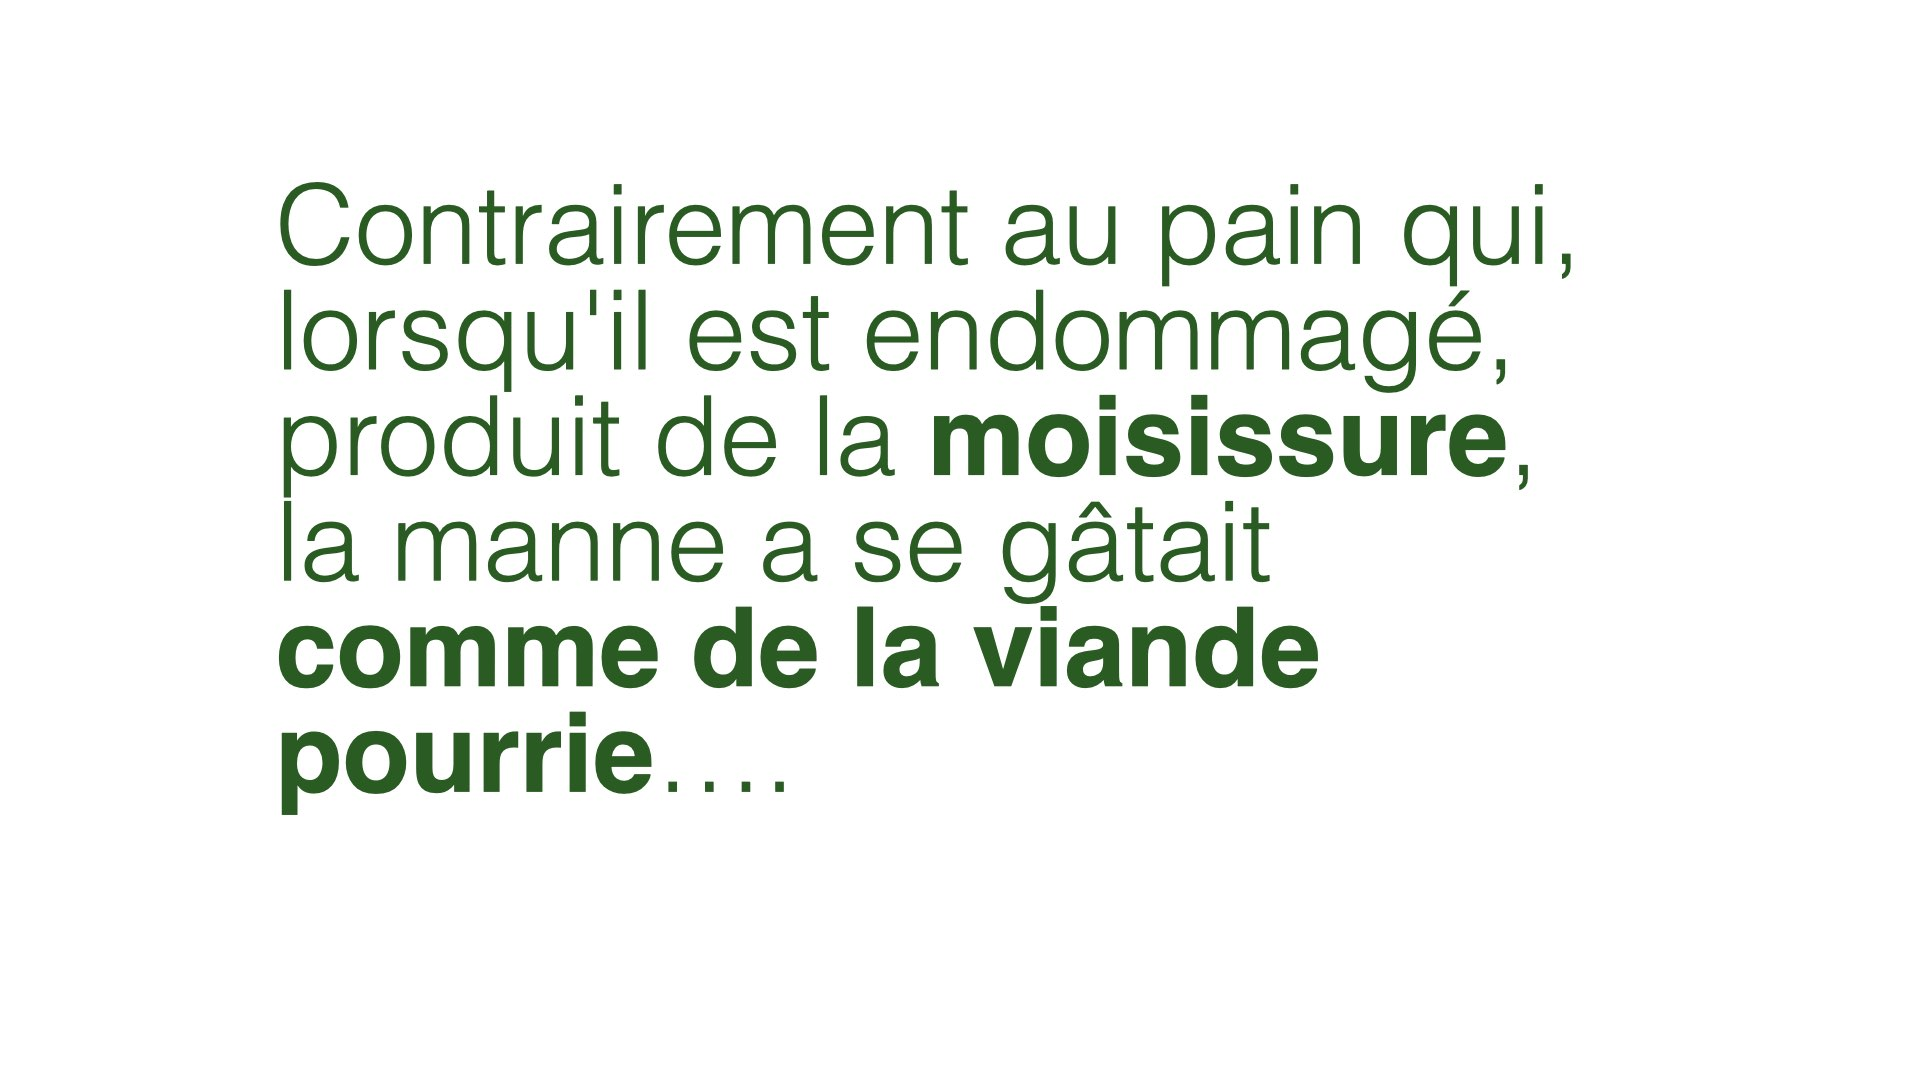 Contrairement au pain qui,
lorsqu'il est endommagé,
produit de la moisissure,
la manne a se gâtait
comme de la viande
pourrie….